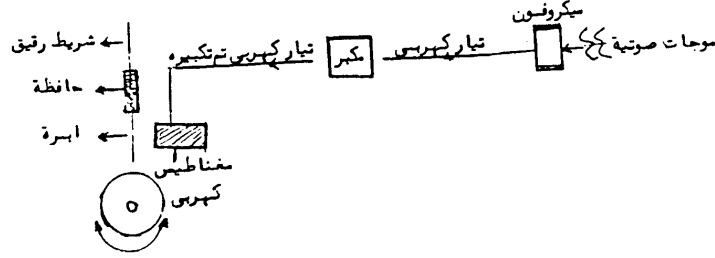 ميكروفون
موجات صوتية
تيار كهربى
مكبر
تيار كهربى تم تكبيره
شريط رقيق
حافظة
ابرة
مغناطيس
كهربى